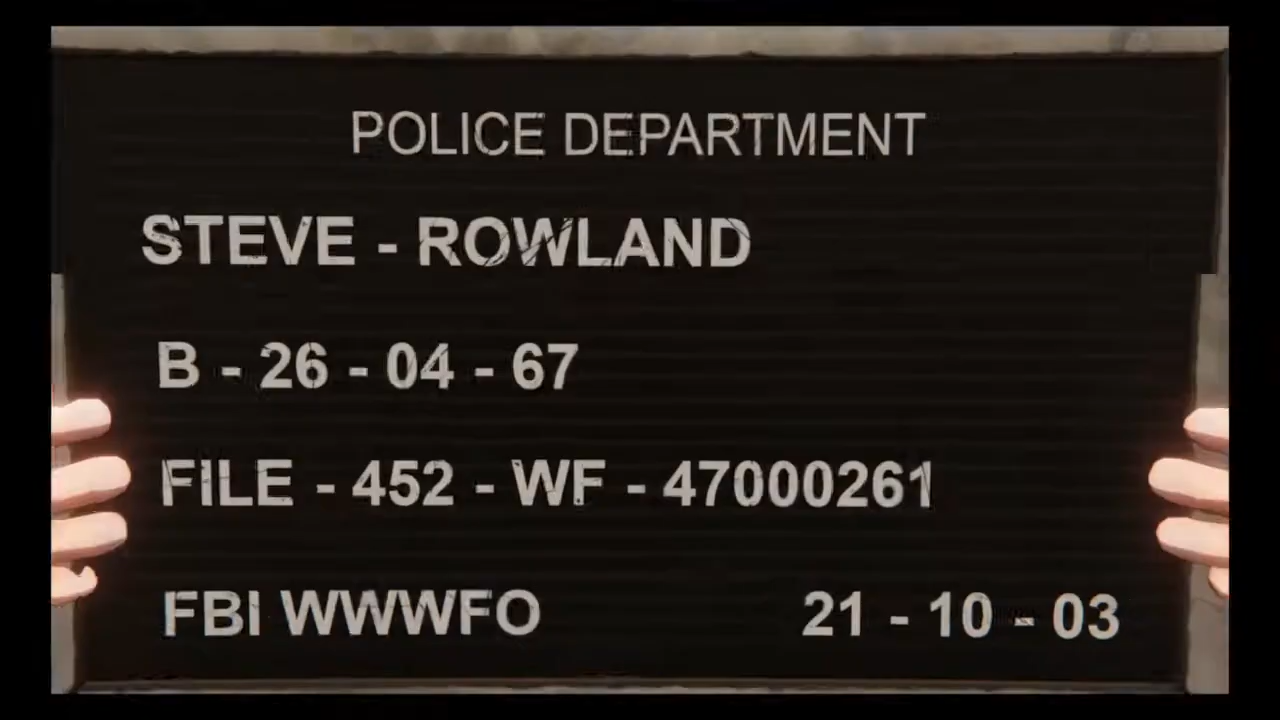 POLICE DEPARTMENT
STEVE - ROWLAND
B - 26 - 04 - 67
FILE - 452 - WF - 47000261
FBI WWWFO 21 - 10 - 03